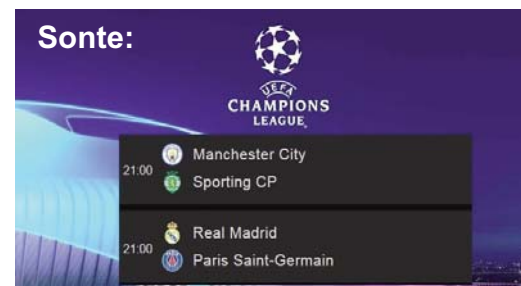 Sonte:
UEFA
CHAMPIONS
LEAGUE
21:00
Manchester City
Sporting CP
21:00
Real Madrid
Paris Saint-Germain